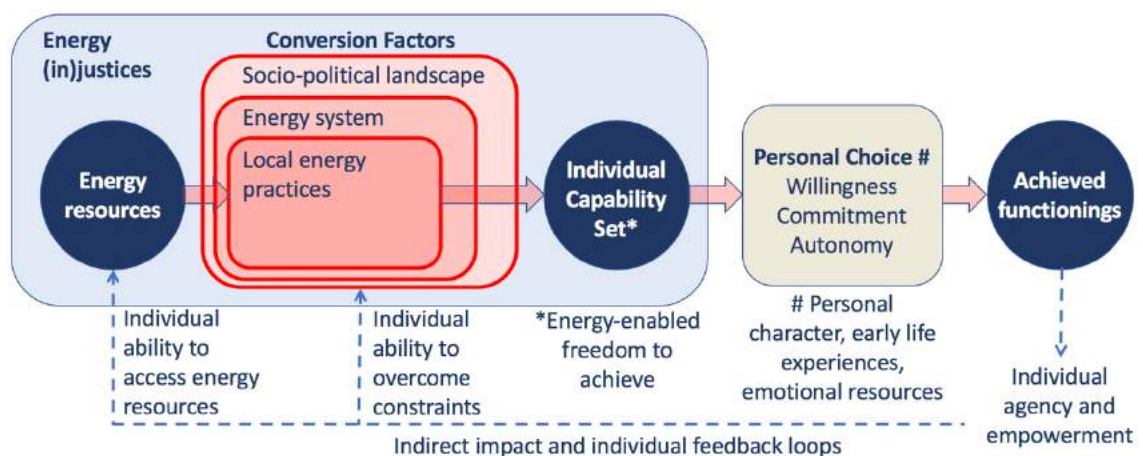 Energy
(in)justices
Conversion Factors
Socio-political landscape
Energy system
Local energy
practices
Energy
resources
Individual
Capability
Set*
Personal Choice #
Willingness
Commitment
Autonomy
Achieved
functionings
Individual
ability to
access energy
resources
Individual
ability to
overcome
constraints
*Energy-enabled
freedom to
achieve
# Personal
character, early life
experiences,
emotional resources
Individual
agency and
empowerment
Indirect impact and individual feedback loops